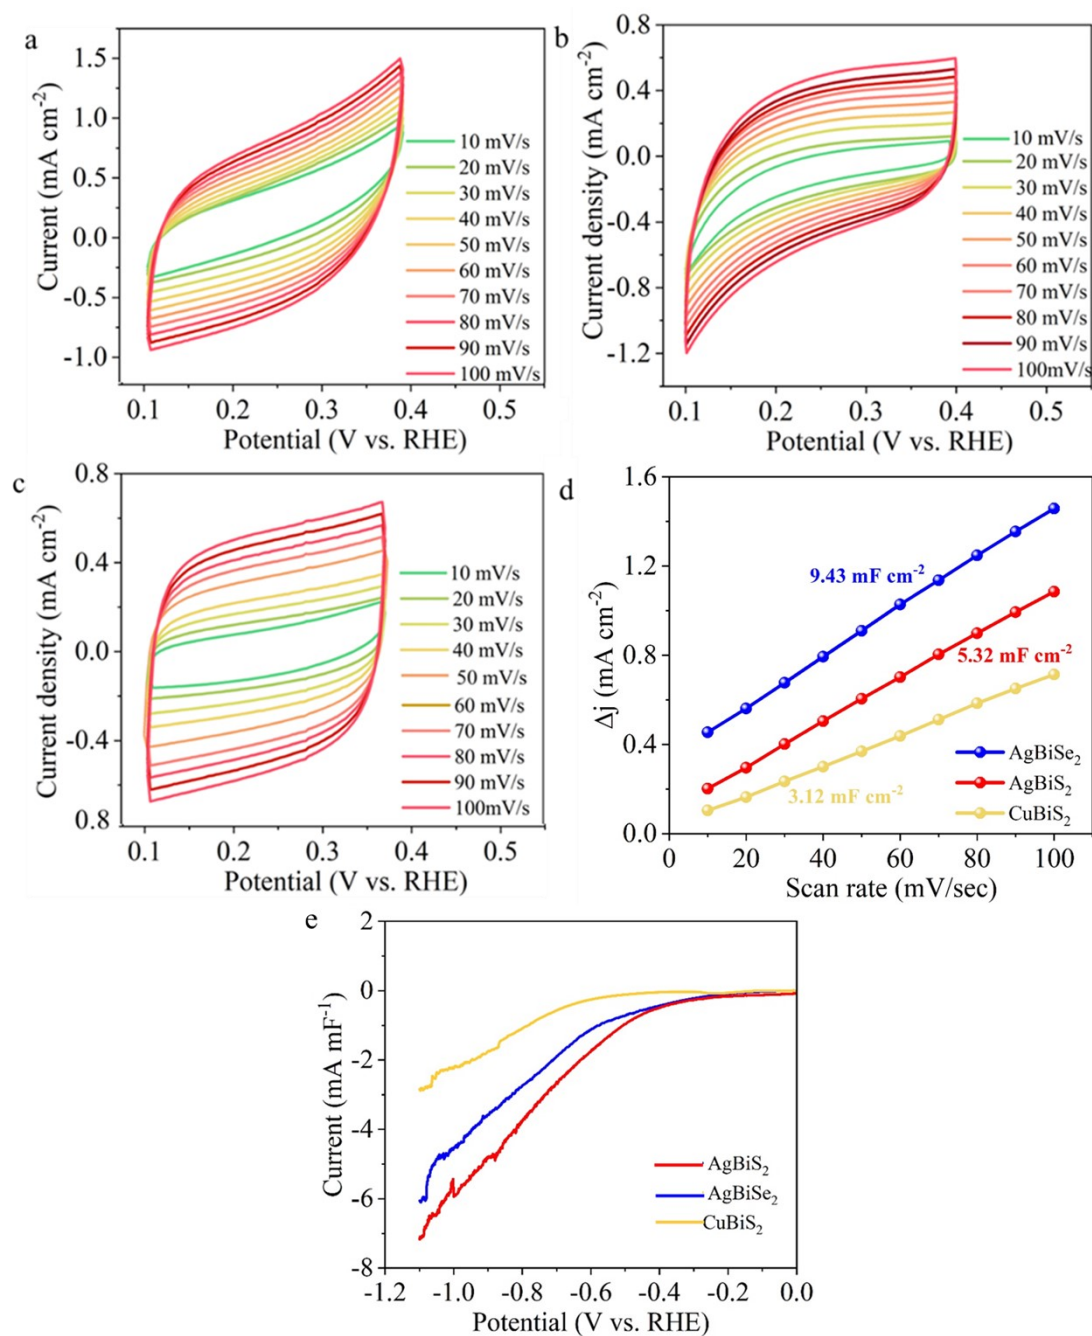 a
Current (mA cm-2)
1.5
1.0
0.5
0.0
-0.5
-1.0
10 mV/s
20 mV/s
30 mV/s
40 mV/s
50 mV/s
60 mV/s
70 mV/s
80 mV/s
90 mV/s
100 mV/s
0.1 0.2 0.3 0.4 0.5
Potential (V vs. RHE)
b
Current density (mA cm-2)
0.8
0.4
0.0
-0.4
-0.8
-1.2
10 mV/s
20 mV/s
30 mV/s
40 mV/s
50 mV/s
60 mV/s
70 mV/s
80 mV/s
90 mV/s
100mV/s
0.1 0.2 0.3 0.4 0.5
Potential (V vs. RHE)
c
Current density (mA cm-2)
0.8
0.4
0.0
-0.4
0.8
10 mV/s
20 mV/s
30 mV/s
40 mV/s
50 mV/s
60 mV/s
70 mV/s
80 mV/s
90 mV/s
100mV/s
0.1 0.2 0.3 0.4 0.5
Potential (V vs. RHE)
d
Δj (mA cm-2)
1.6
1.2
0.8
0.4
0.0
9.43 mF cm-2
5.32 mF cm-2
3.12 mF cm-2
AgBiSe2
AgBiS2
CuBiS2
0 20 40 60 80 100
Scan rate (mV/sec)
e
Current (mA mF-1)
2
0
-2
-4
-6
-8
AgBiS2
AgBiSe2
CuBiS2
-1.2 -1.0 -0.8 -0.6 -0.4 -0.2 0.0
Potential (V vs. RHE)